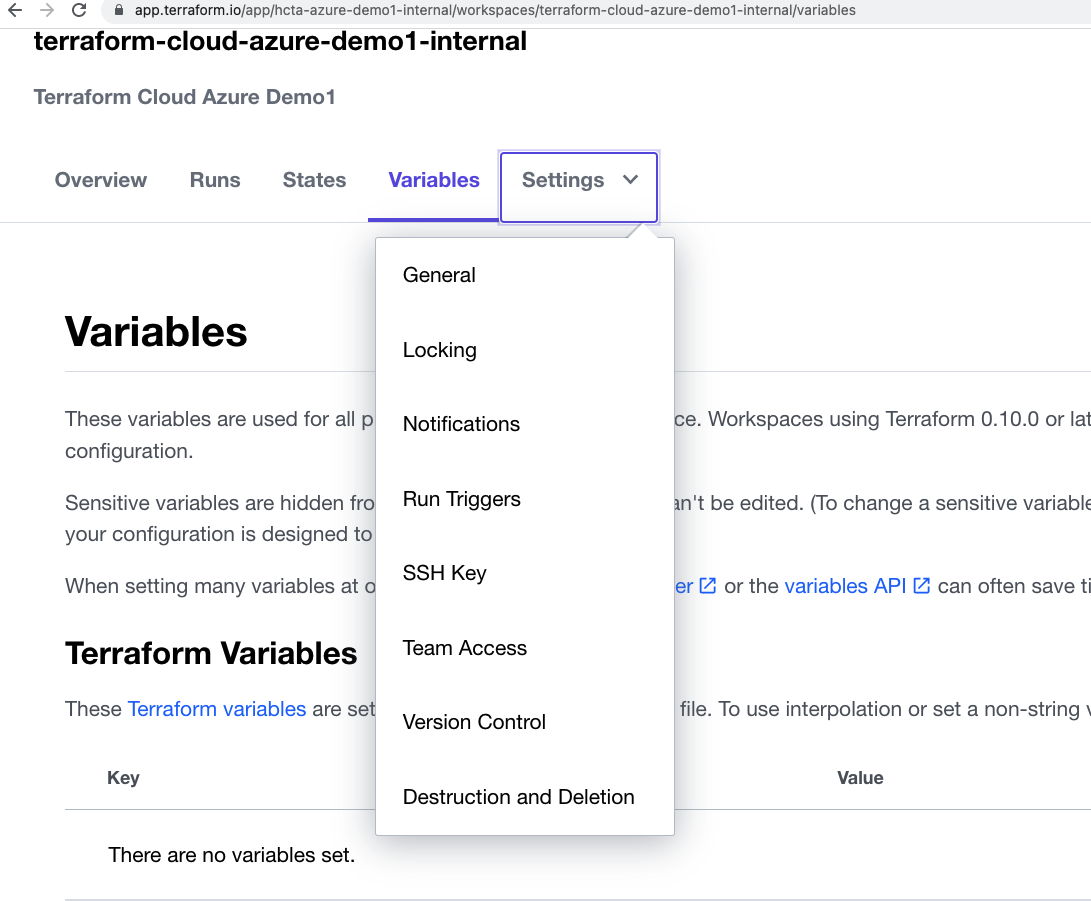 app.terraform.io/app/hcta-azure-demo1-internal/workspaces/terraform-cloud-azure-demo1-internal/variables
terraform-cloud-azure-demo1-internal
Terraform Cloud Azure Demo1
Overview Runs States Variables Settings
General
Locking
Notifications
Run Triggers
SSH Key
Team Access
Version Control
Destruction and Deletion
Variables
These variables are used for all p ce. Workspaces using Terraform 0.10.0 or lat
configuration.
Sensitive variables are hidden fro an't be edited. (To change a sensitive variable
your configuration is designed to
When setting many variables at o er or the variables API can often save ti
Terraform Variables
These Terraform variables are set file. To use interpolation or set a non-string v
Key Value
There are no variables set.